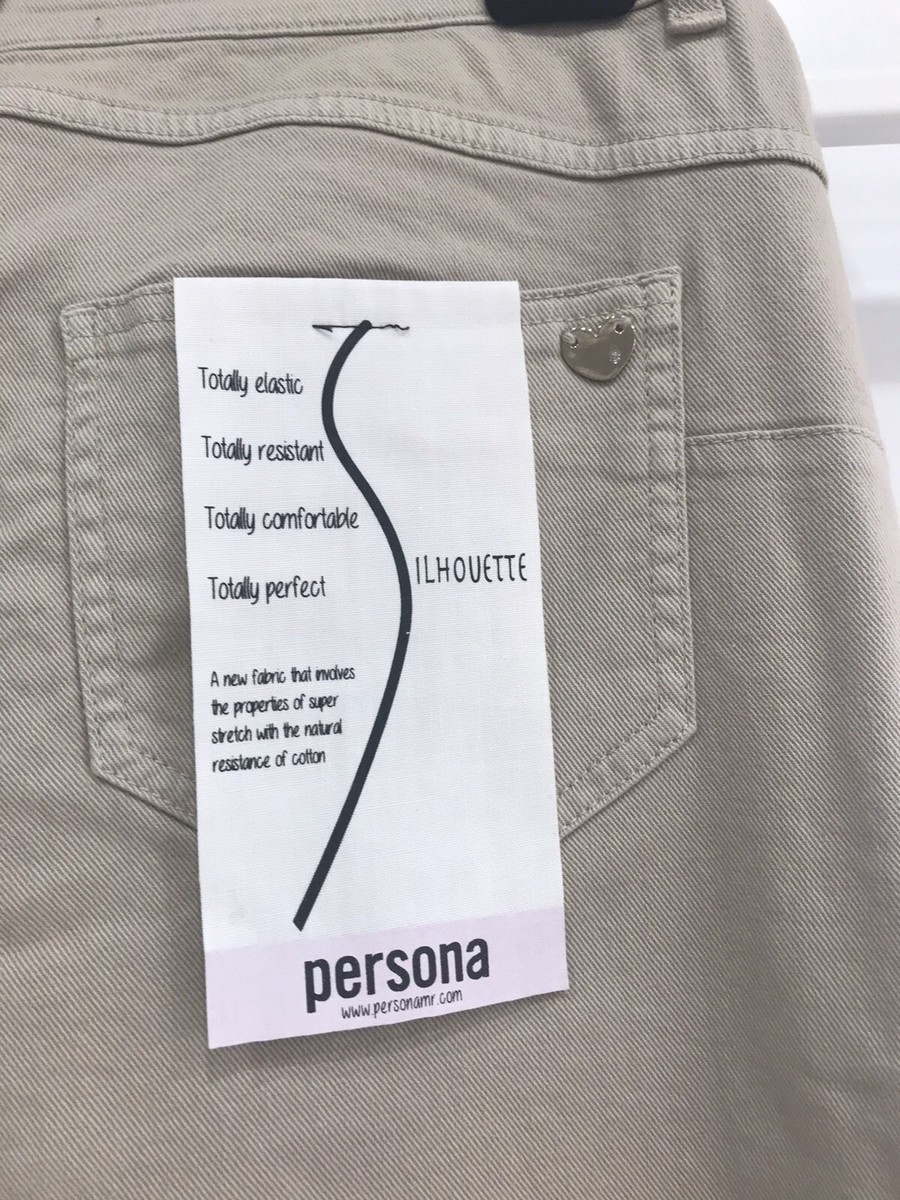 Totally elastic
Totally resistant
Totally comfortable
Totally perfect
SILHOUETTE
A new fabric that involves
the properties of super
stretch with the natural
resistance of cotton
persona
www.personamr.com